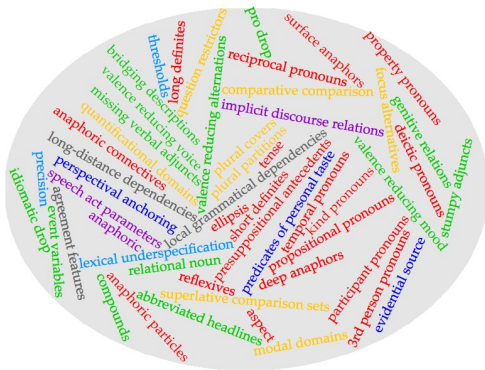 pro drop
surface anaphors
property pronouns
thresholds
long definites
question restrictors
bridging descriptions
reciprocal pronouns
focus alternatives
genitive relations
valence reducing voice
valence reducing alternations
comparative comparison
deictic pronouns
missing verbal adjuncts
implicit discourse relations
stumpy adjuncts
anaphoric connectives
quantificational domains
plural covers
plural partitions
tense
valence reducing mood
long-distance dependencies
local grammatical dependencies
precision
perspectival anchoring
speech act parameters
anaphoric
ellipsis
short definites
presuppositional antecedents
predicates of personal taste
temporal pronouns
kind pronouns
propositional pronouns
deep anaphors
idiomatic drop
event variables
agreement features
lexical underspecification
relational noun
reflexives
participant pronouns
3rd person pronouns
evidential source
compounds
anaphoric particles
abbreviated headlines
superlative comparison sets
aspect
modal domains